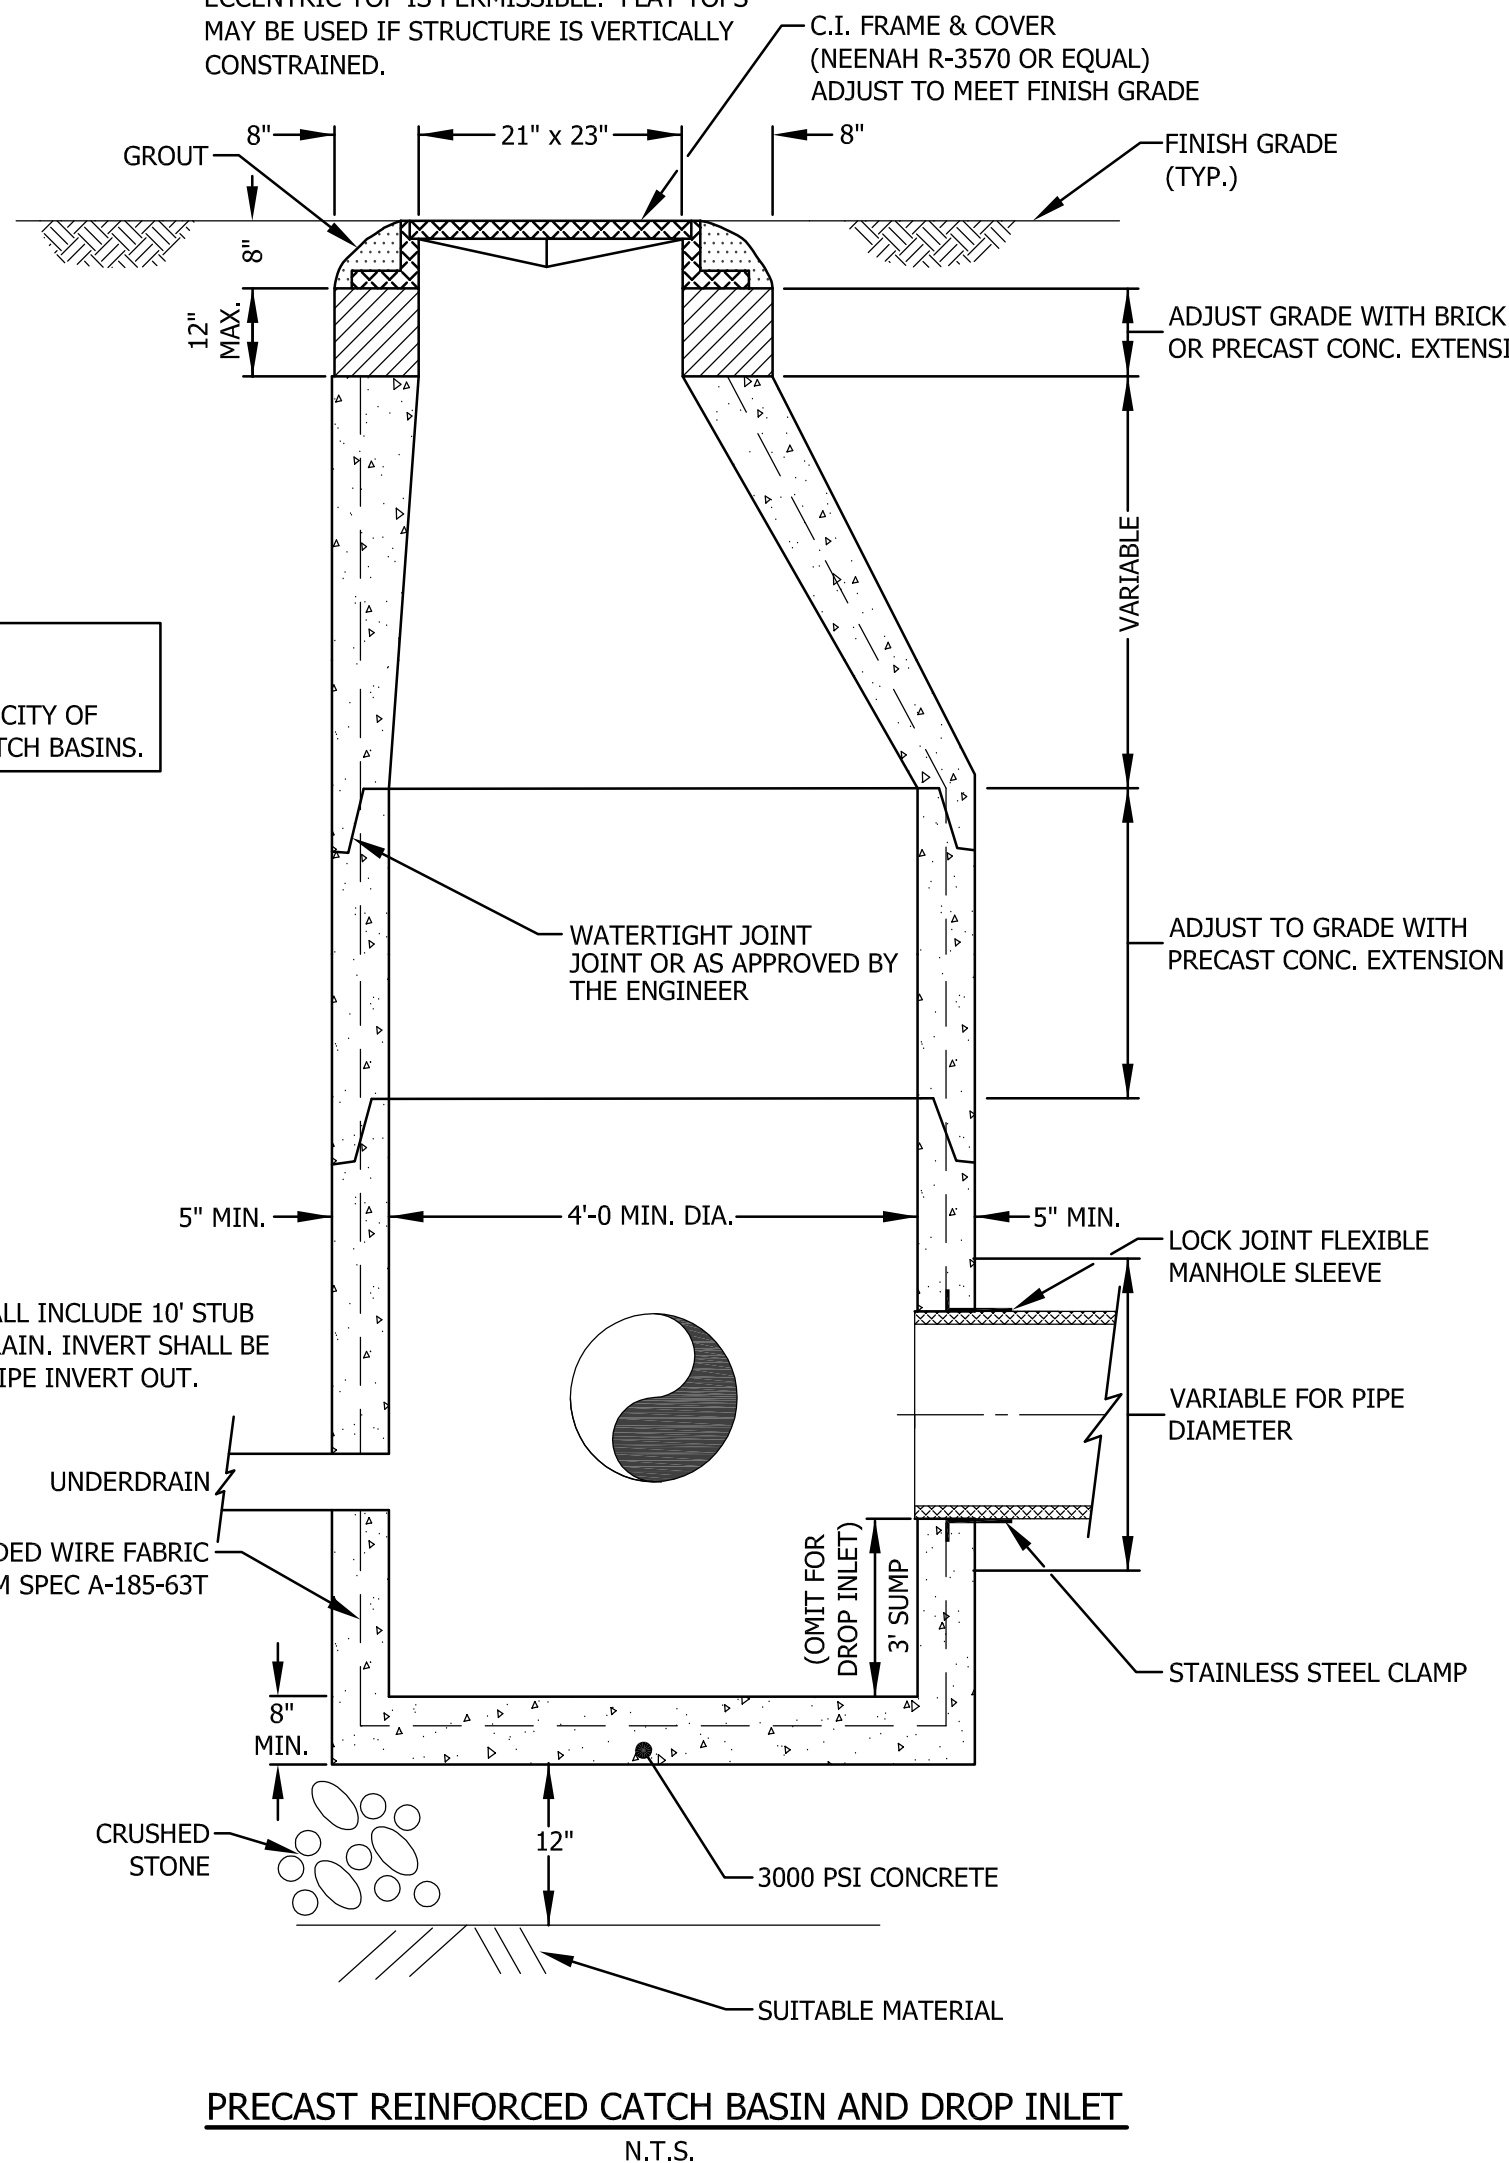 ECCENTRIC TOP IS PERMISSIBLE. FLAT TOPS
MAY BE USED IF STRUCTURE IS VERTICALLY
CONSTRAINED.
C.I. FRAME & COVER
(NEENAH R-3570 OR EQUAL)
ADJUST TO MEET FINISH GRADE
8"
21" x 23"
8"
GROUT
FINISH GRADE
(TYP.)
8"
12"
MAX.
ADJUST GRADE WITH BRICK
OR PRECAST CONC. EXTENSI
VARIABLE
CITY OF
TCH BASINS.
WATERTIGHT JOINT
JOINT OR AS APPROVED BY
THE ENGINEER
ADJUST TO GRADE WITH
PRECAST CONC. EXTENSION
5" MIN.
4'-0 MIN. DIA.
5" MIN.
LOCK JOINT FLEXIBLE
MANHOLE SLEEVE
ALL INCLUDE 10' STUB
RAIN. INVERT SHALL BE
IPE INVERT OUT.
VARIABLE FOR PIPE
DIAMETER
UNDERDRAIN
DED WIRE FABRIC
M SPEC A-185-63T
(OMIT FOR
DROP INLET)
3' SUMP
STAINLESS STEEL CLAMP
8"
MIN.
CRUSHED
STONE
12"
3000 PSI CONCRETE
SUITABLE MATERIAL
PRECAST REINFORCED CATCH BASIN AND DROP INLET
N.T.S.